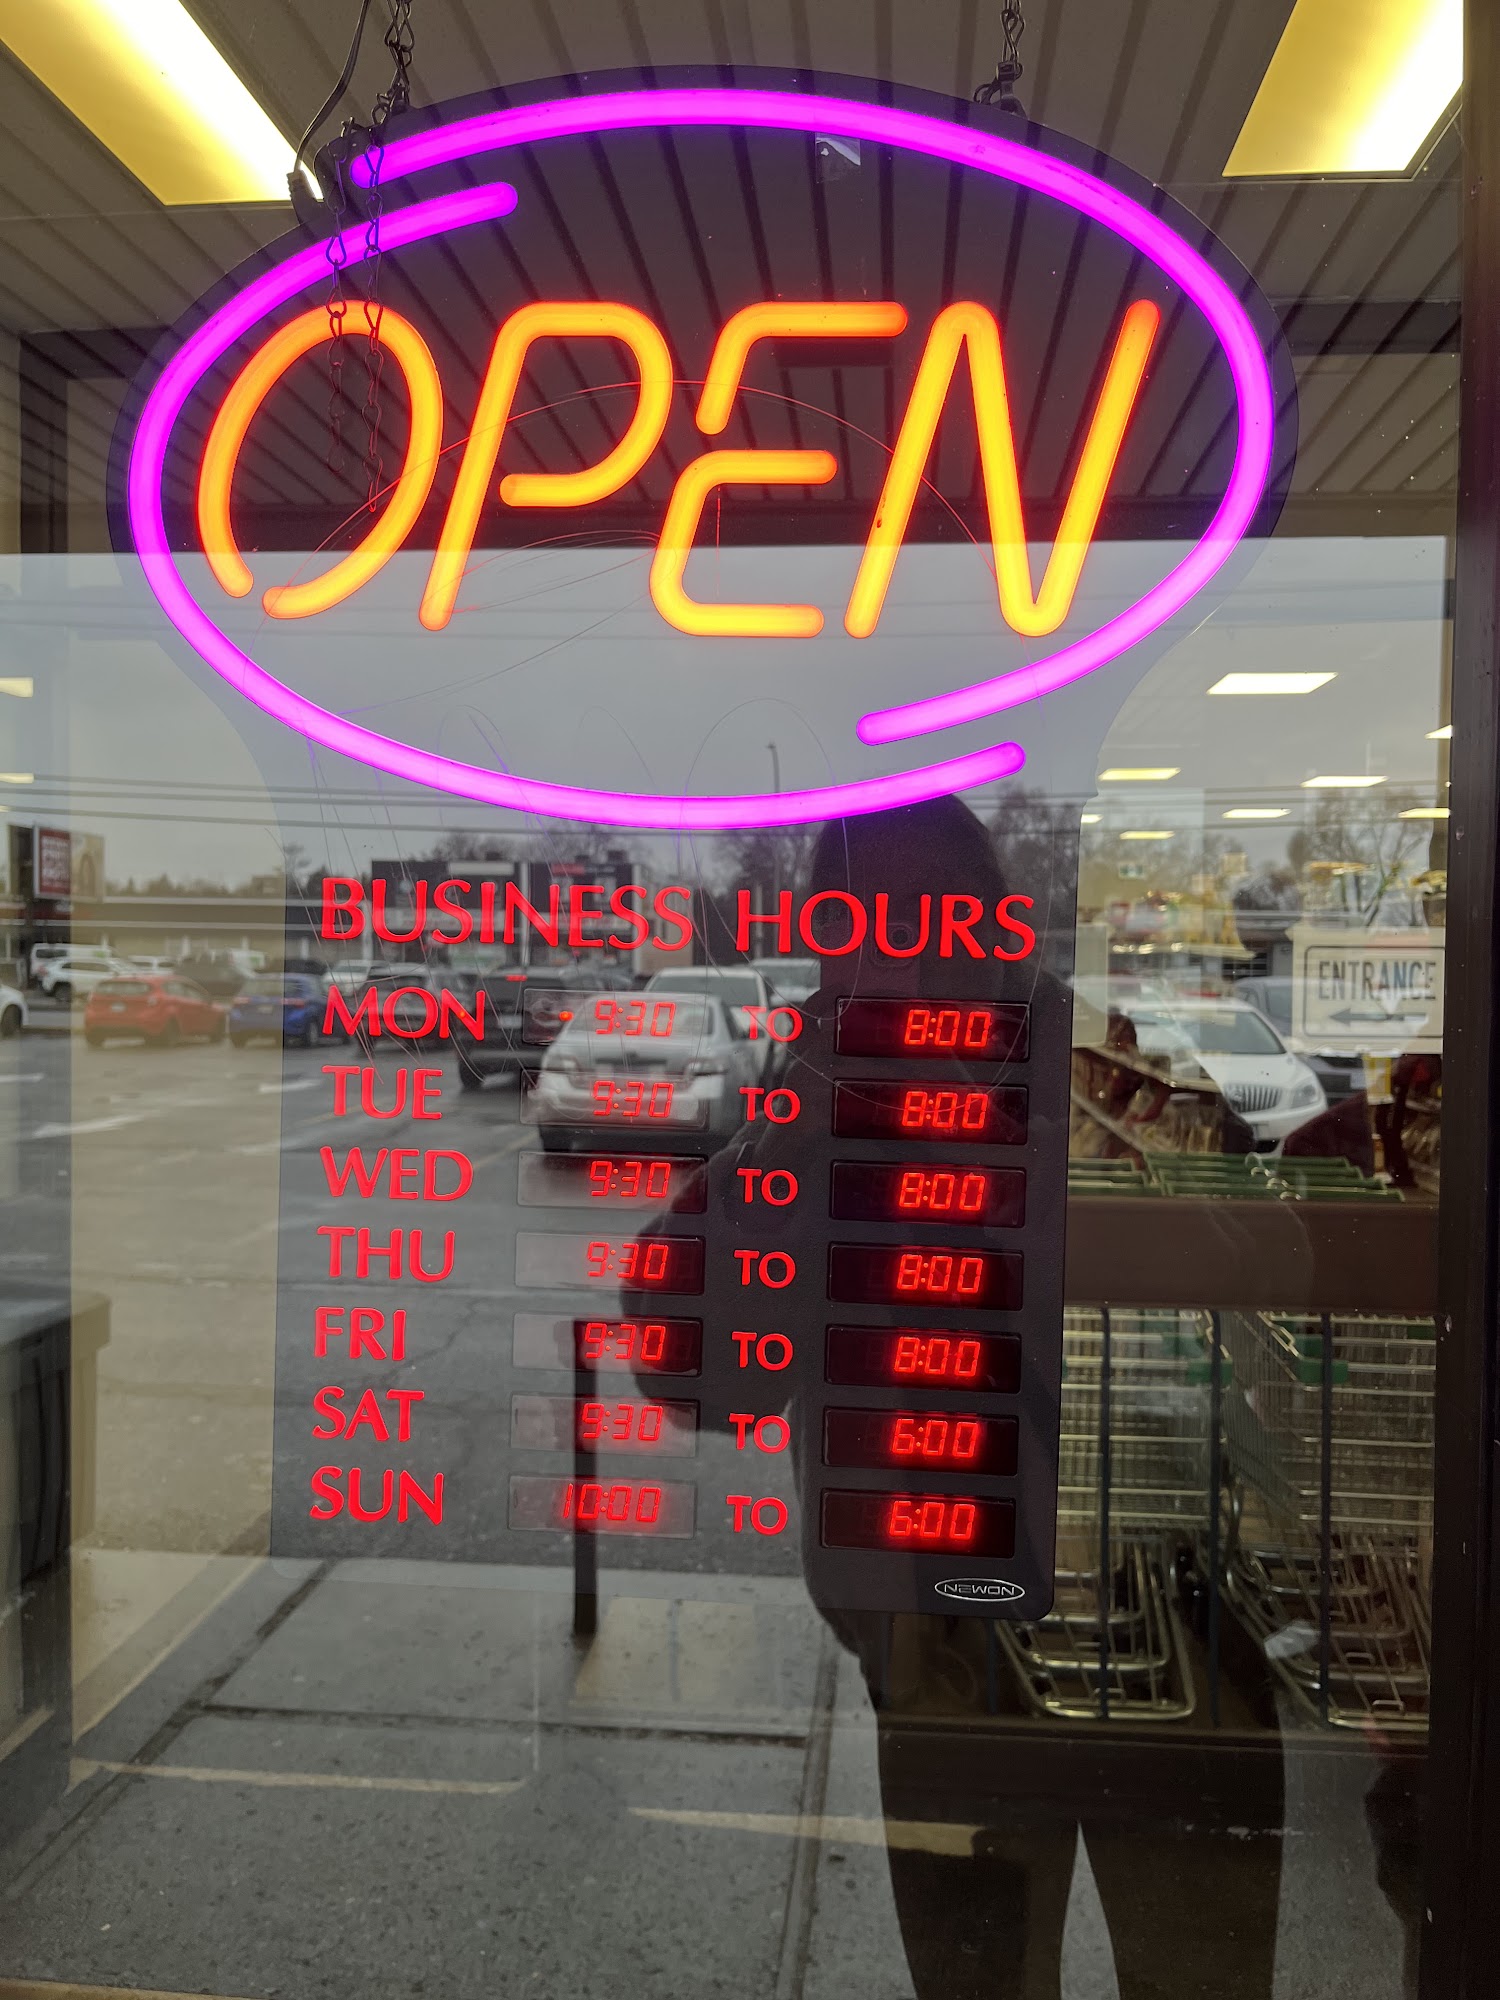 OPEN
BUSINESS HOURS
MON 9:30 TO 8:00
TUE 9:30 TO 8:00
WED 9:30 TO 8:00
THU 9:30 TO 8:00
FRI 9:30 TO 8:00
SAT 9:30 TO 6:00
SUN 10:00 TO 6:00
NEWON
ENTRANCE